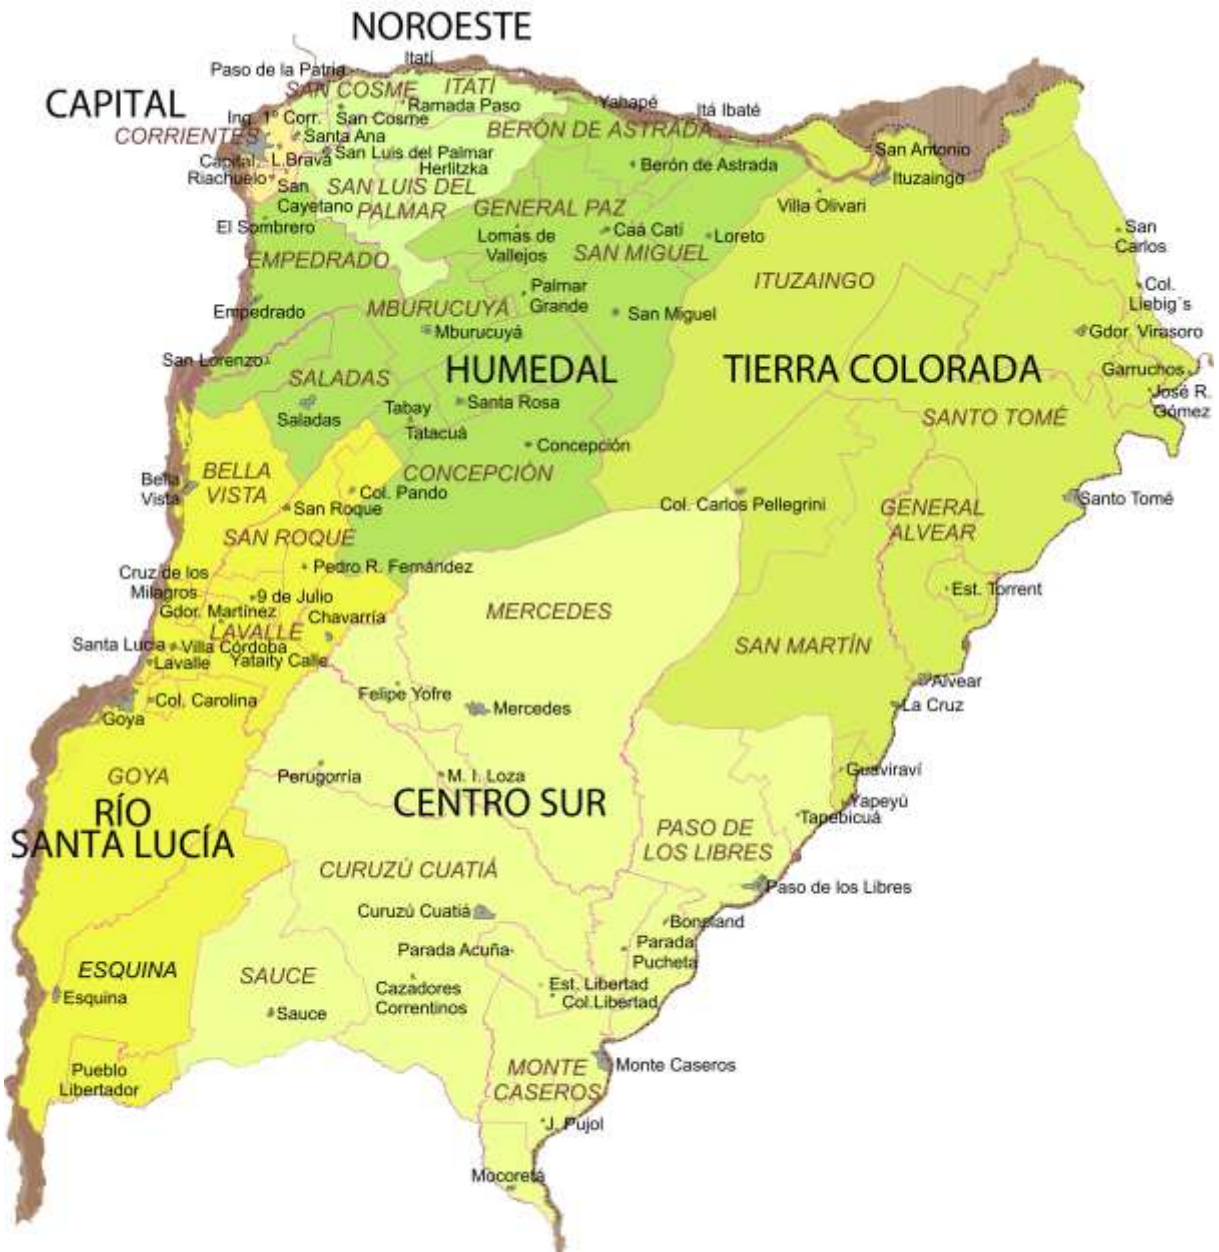 NOROESTE
Itatí
Paso de la Patria
SAN COSME
ITATÍ
CAPITAL
Yahapé
Itá Ibaté
Ramada Paso
Ing. 1º Corr.
San Cosme
CORRIENTES
Santa Ana
BERÓN DE ASTRADA
San Antonio
Capital.
L.Brava
San Luis del Palmar
Herlitzka
Berón de Astrada
Riachuelo
San
Cayetano
SAN LUIS DEL
PALMAR
Ituzaingo
Villa Olivari
GENERAL PAZ
El Sombrero
Lomas de
Vallejos
Caá Catí
Loreto
San
Carlos
SAN MIGUEL
EMPEDRADO
ITUZAINGO
Palmar
Grande
Col.
Liebig´s
Empedrado
MBURUCUYÁ
Mburucuyá
San Miguel
Gdor. Virasoro
San Lorenzo
HUMEDAL
TIERRA COLORADA
Garruchos
SALADAS
José R.
Gómez
Saladas
Tabay
Santa Rosa
SANTO TOMÉ
Tatacuá
Concepción
BELLA
VISTA
CONCEPCIÓN
Bella
Vista
Col. Pando
Col. Carlos Pellegrini
Santo Tomé
San Roque
GENERAL
ALVEAR
SAN ROQUE
Cruz de los
Milagros
Pedro R. Fernández
9 de Julio
Est. Torrent
Gdor. Martínez
Chavarría
MERCEDES
LAVALLE
Santa Lucía
Villa Córdoba
SAN MARTÍN
Lavalle
Yataity Calle
Alvear
Felipe Yofre
Col. Carolina
Mercedes
La Cruz
Goya
GOYA
Perugorría
M. I. Loza
Guaviraví
RÍO
SANTA LUCÍA
CENTRO SUR
Yapeyú
Tapebicuá
PASO DE
LOS LIBRES
CURUZÚ CUATIÁ
Paso de los Libres
Curuzú Cuatiá
Bonpland
Parada Acuña
Parada
Pucheta
ESQUINA
SAUCE
Cazadores
Correntinos
Est. Libertad
Col.Libertad
Esquina
Sauce
Pueblo
Libertador
MONTE
CASEROS
Monte Caseros
J. Pujol
Mocoretá